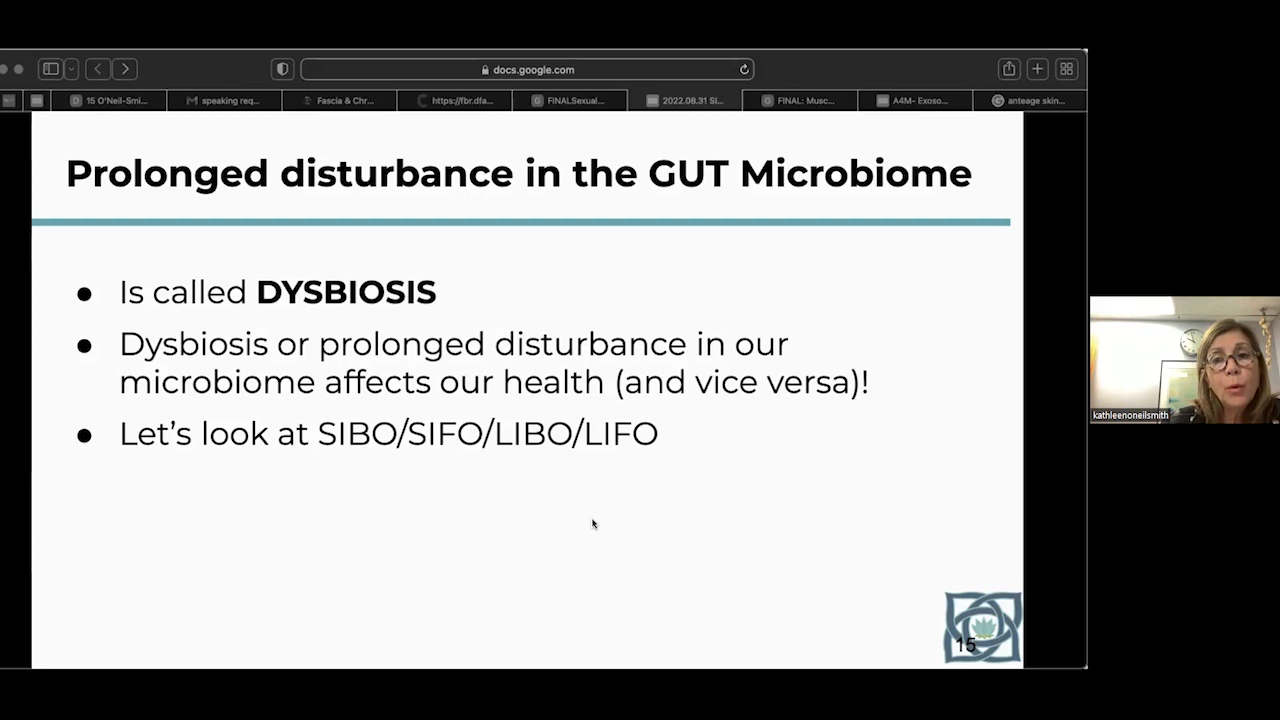 docs.google.com
15 O'Neil-Smi...
speaking req...
Fascia & Chr...
https://fbr.dfa...
FINALSexual...
2022.08.31 SI...
FINAL: Musc...
A4M- Exoso...
anteage skin...
Prolonged disturbance in the GUT Microbiome
● Is called DYSBIOSIS
● Dysbiosis or prolonged disturbance in our
microbiome affects our health (and vice versa)!
● Let's look at SIBO/SIFO/LIBO/LIFO
kathleenoneilsmith
15